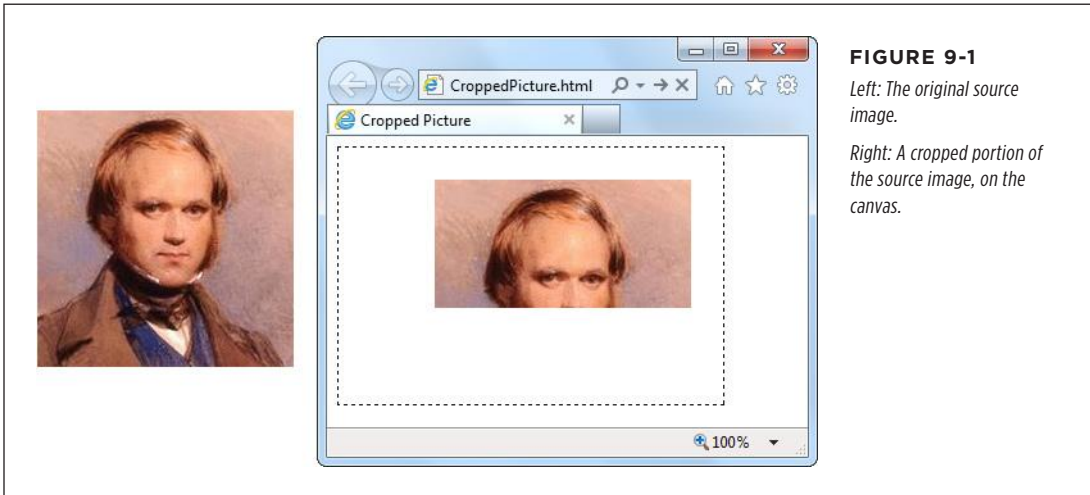 CroppedPicture.html
Cropped Picture
100%
FIGURE 9-1
Left: The original source
image.
Right: A cropped portion of
the source image, on the
canvas.